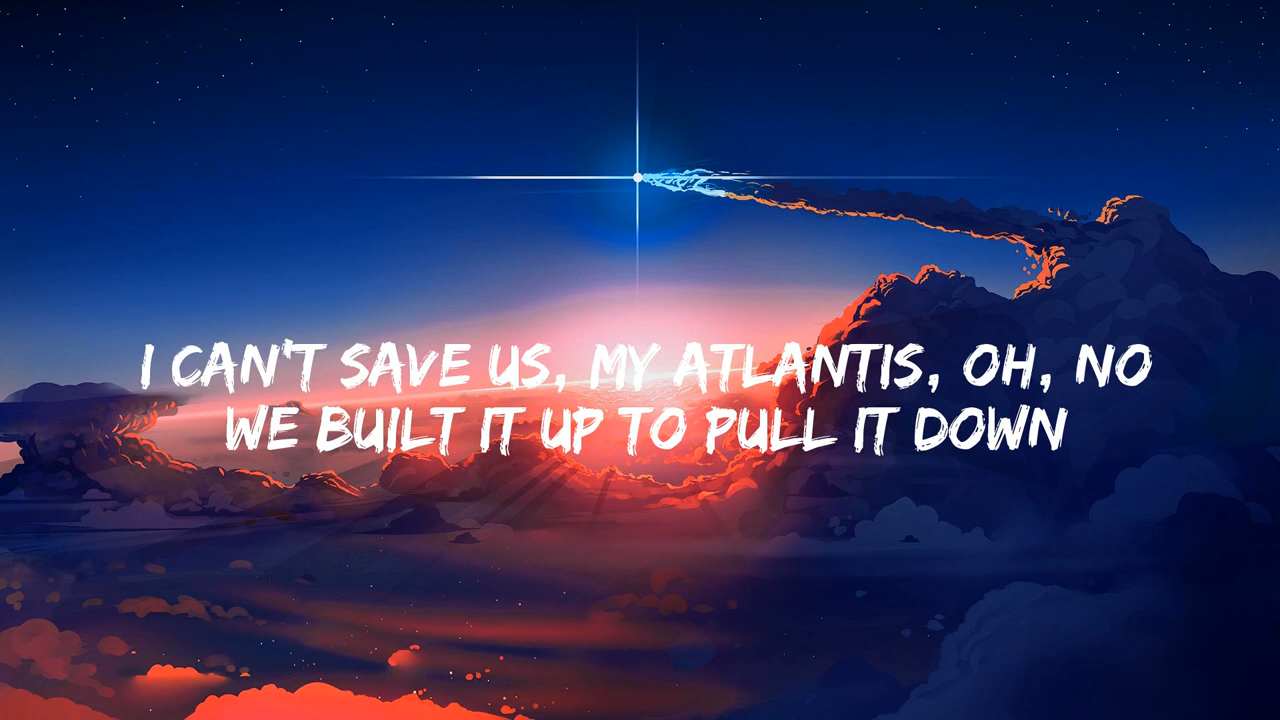 I CAN'T SAVE US, MY ATLANTIS, OH, NO
WE BUILT IT UP TO PULL IT DOWN